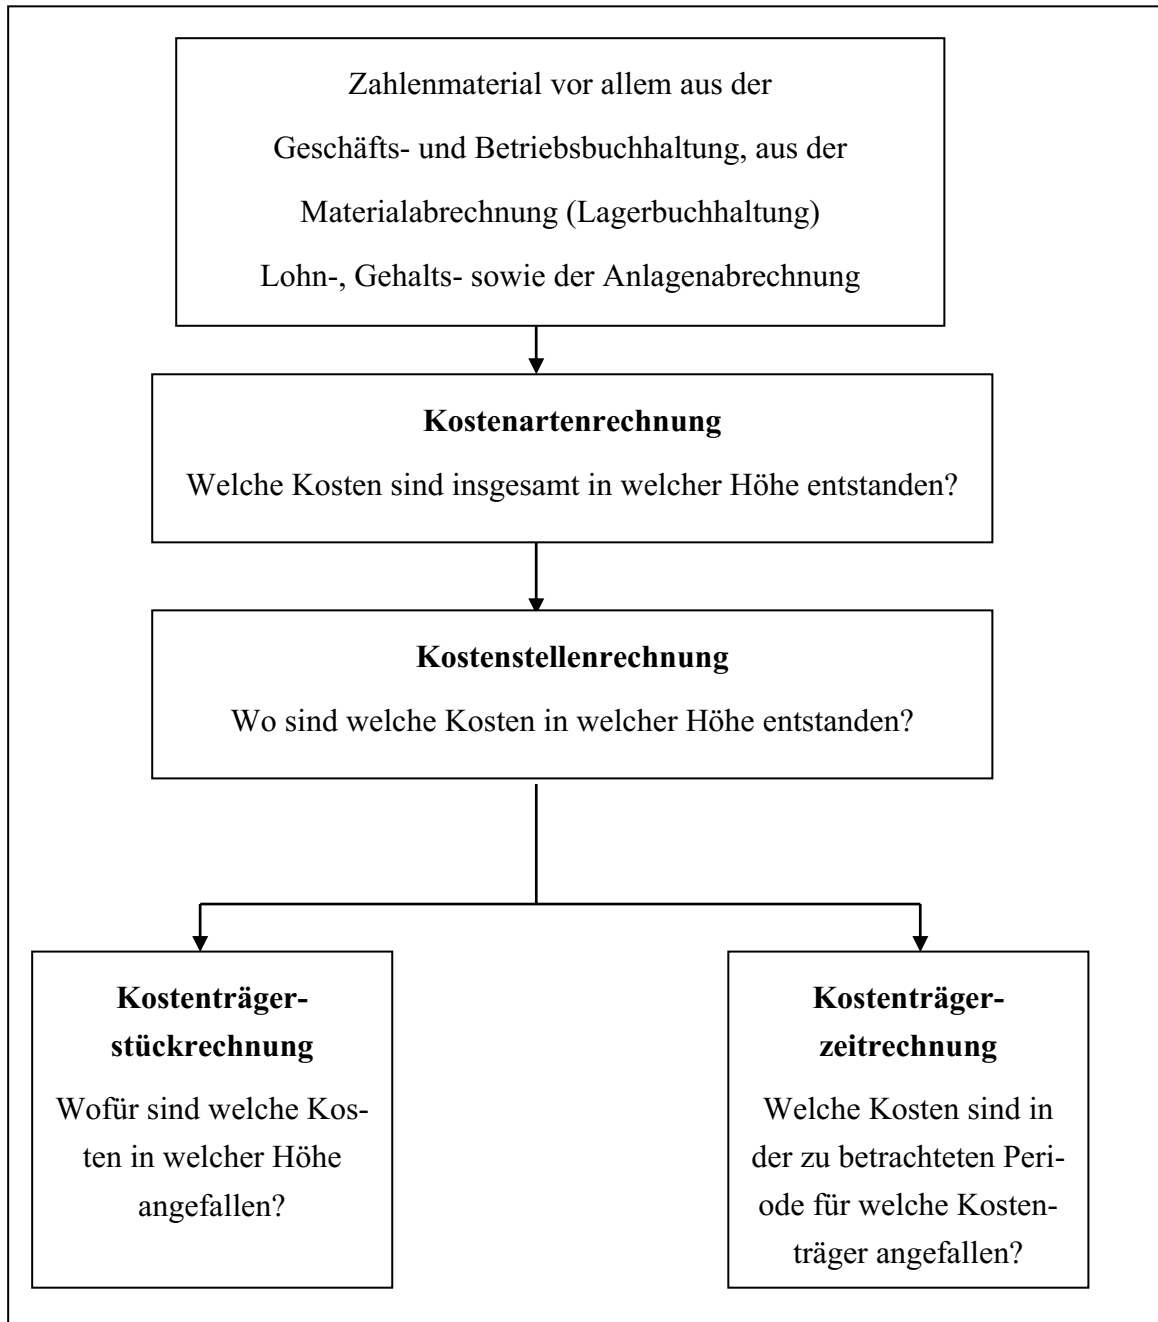 Zahlenmaterial vor allem aus der
Geschäfts- und Betriebsbuchhaltung, aus der
Materialabrechnung (Lagerbuchhaltung)
Lohn-, Gehalts- sowie der Anlagenabrechnung
Kostenartenrechnung
Welche Kosten sind insgesamt in welcher Höhe entstanden?
Kostenstellenrechnung
Wo sind welche Kosten in welcher Höhe entstanden?
Kostenträger-
stückrechnung
Wofür sind welche Kos-
ten in welcher Höhe
angefallen?
Kostenträger-
zeitrechnung
Welche Kosten sind in
der zu betrachteten Peri-
ode für welche Kosten-
träger angefallen?